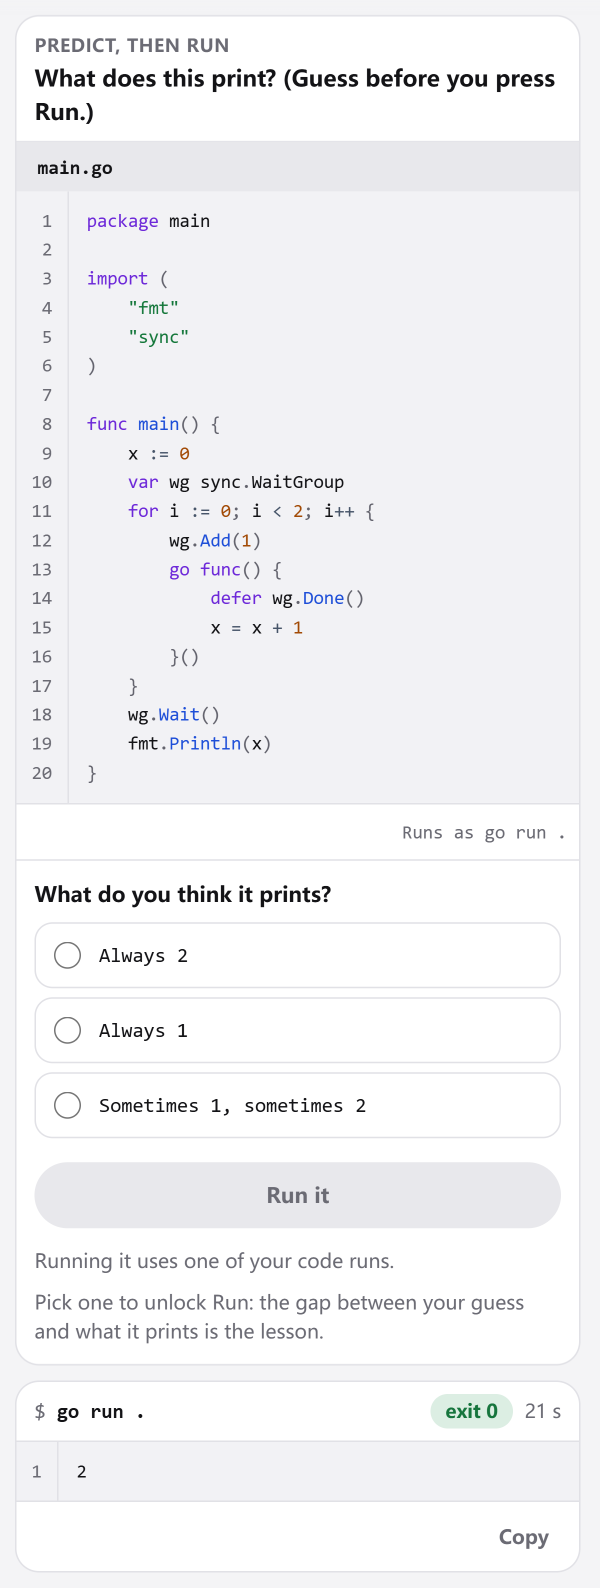 PREDICT, THEN RUN
What does this print? (Guess before you press
Run.)
main.go
1 package main
2
3 import (
4     "fmt"
5     "sync"
6 )
7
8 func main() {
9     x := 0
10     var wg sync.WaitGroup
11     for i := 0; i < 2; i++ {
12         wg.Add(1)
13         go func() {
14             defer wg.Done()
15             x = x + 1
16         }()
17     }
18     wg.Wait()
19     fmt.Println(x)
20 }
Runs as go run .
What do you think it prints?
Always 2
Always 1
Sometimes 1, sometimes 2
Run it
Running it uses one of your code runs.
Pick one to unlock Run: the gap between your guess
and what it prints is the lesson.
$ go run . exit 0 21 s
1 2
Copy